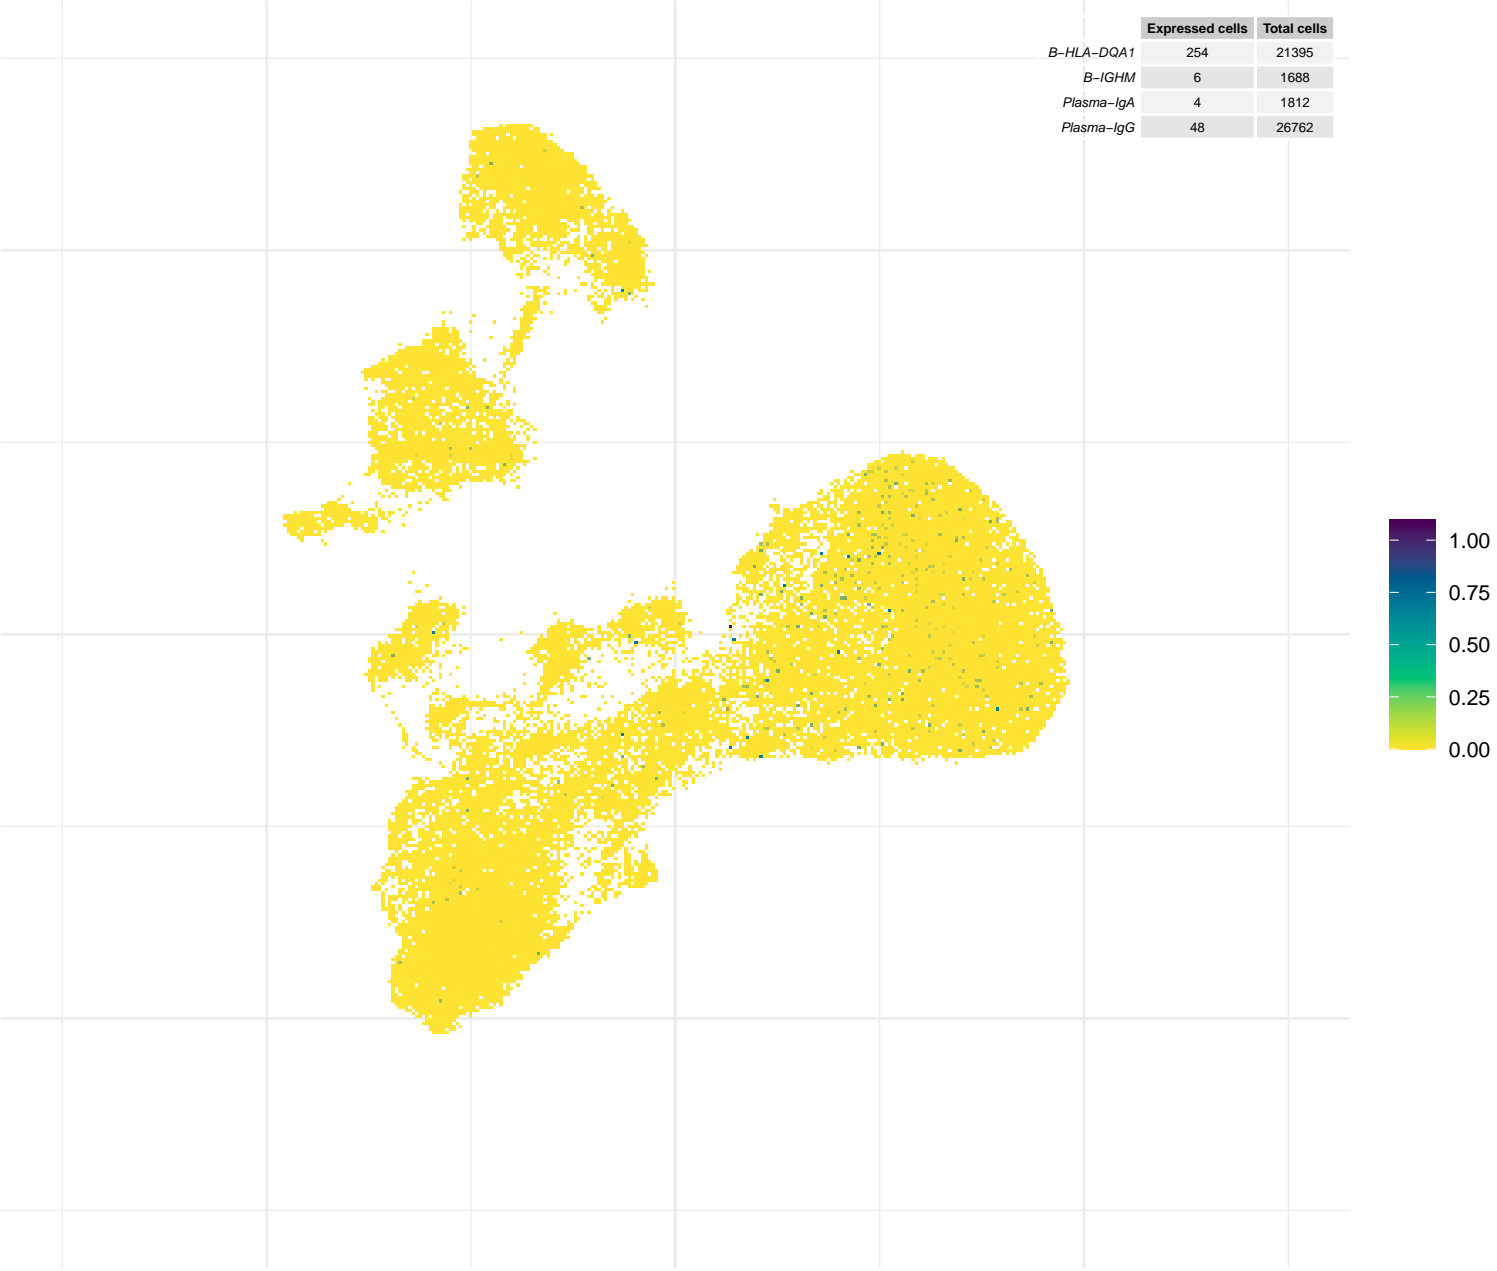 Expressed cells Total cells
B−HLA−DQA1 254 21395
B−IGHM 6 1688
Plasma−IgA 4 1812
Plasma−IgG 48 26762
1.00
0.75
0.50
0.25
0.00